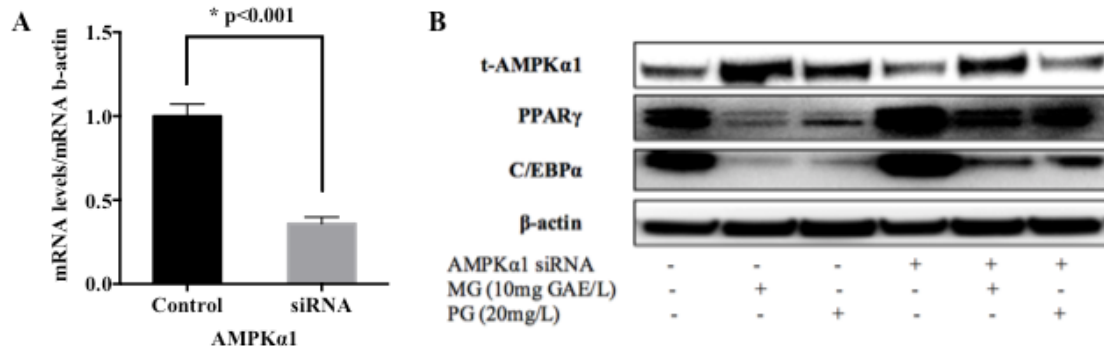 A
* p<0.001
mRNA levels/mRNA b-actin
1.5
1.0
0.5
0.0
Control siRNA
AMPKα1
B
t-AMPKα1
PPARγ
C/EBPα
β-actin
AMPKα1 siRNA - - - + + +
MG (10mg GAE/L) - + - - + -
PG (20mg/L) - - + - - +